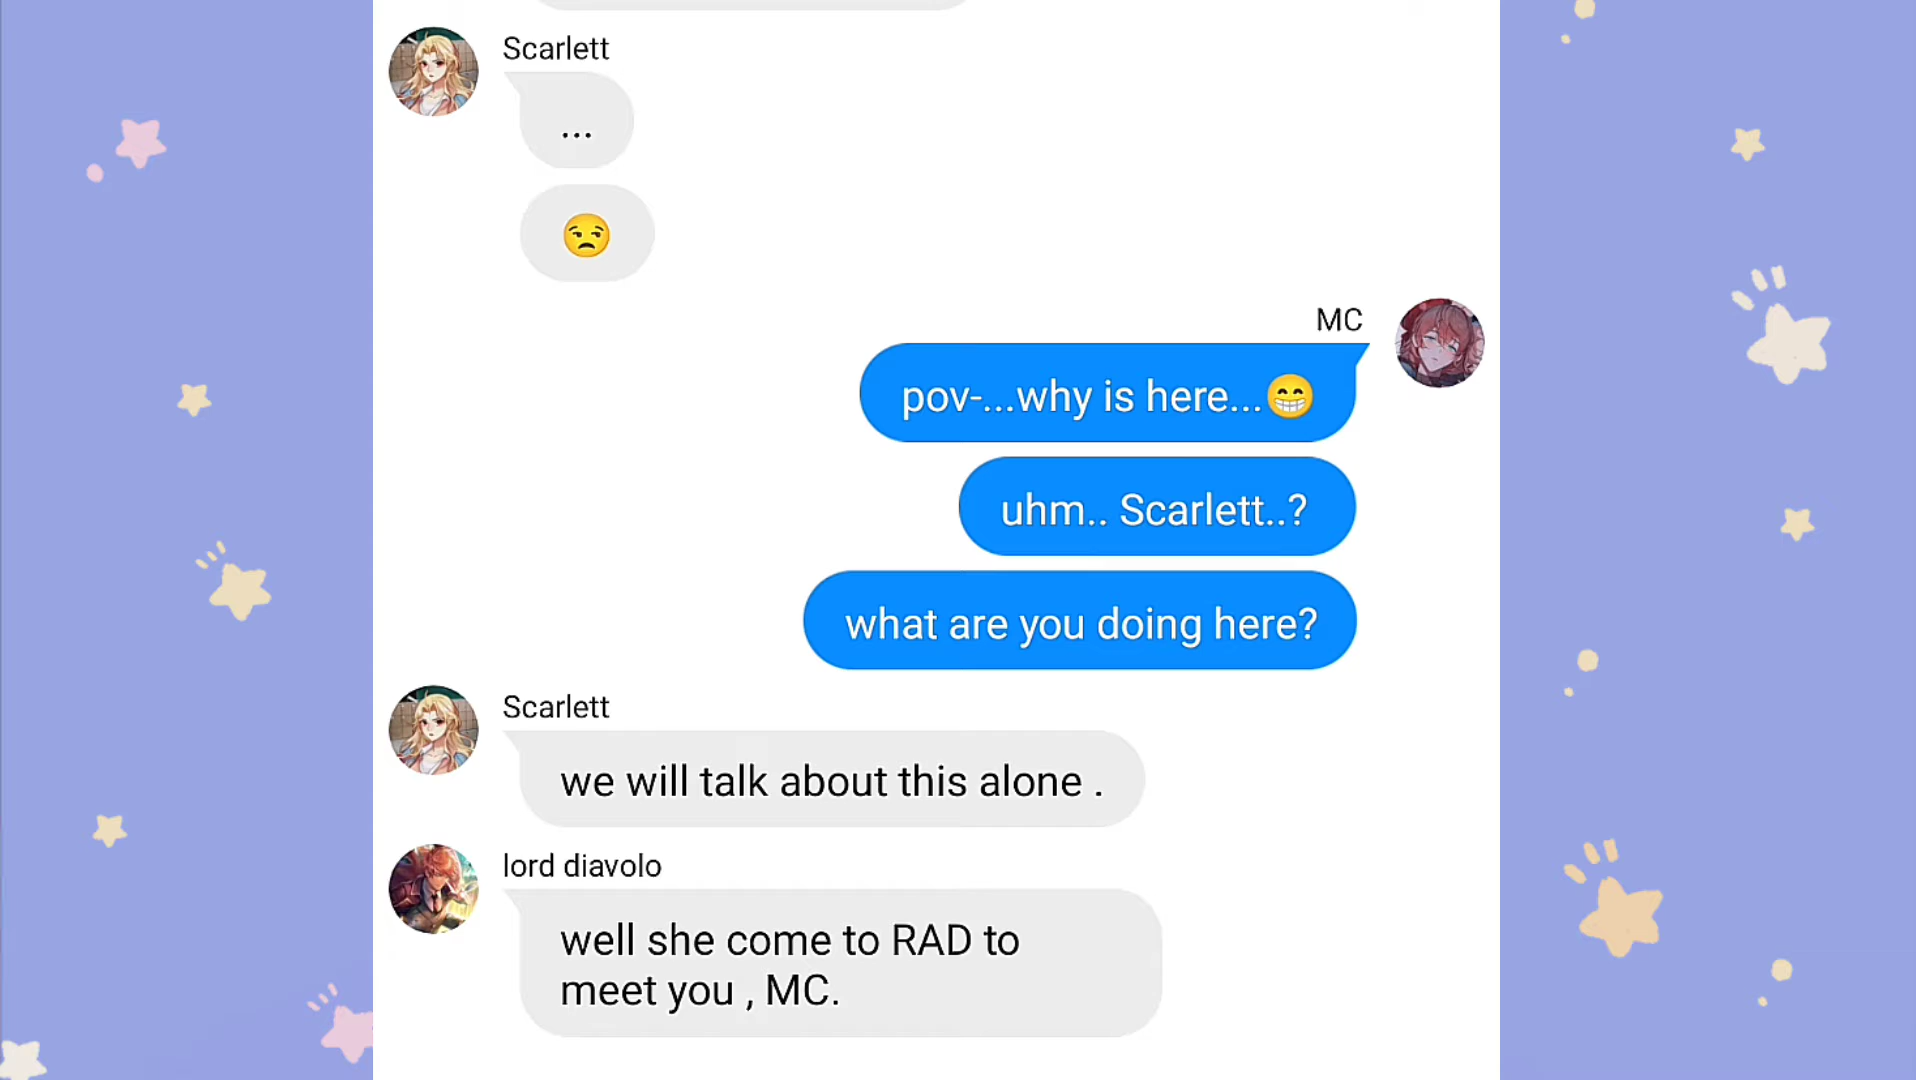 Scarlett
...
😒
MC
pov-...why is here...😁
uhm.. Scarlett..?
what are you doing here?
Scarlett
we will talk about this alone .
lord diavolo
well she come to RAD to
meet you , MC.